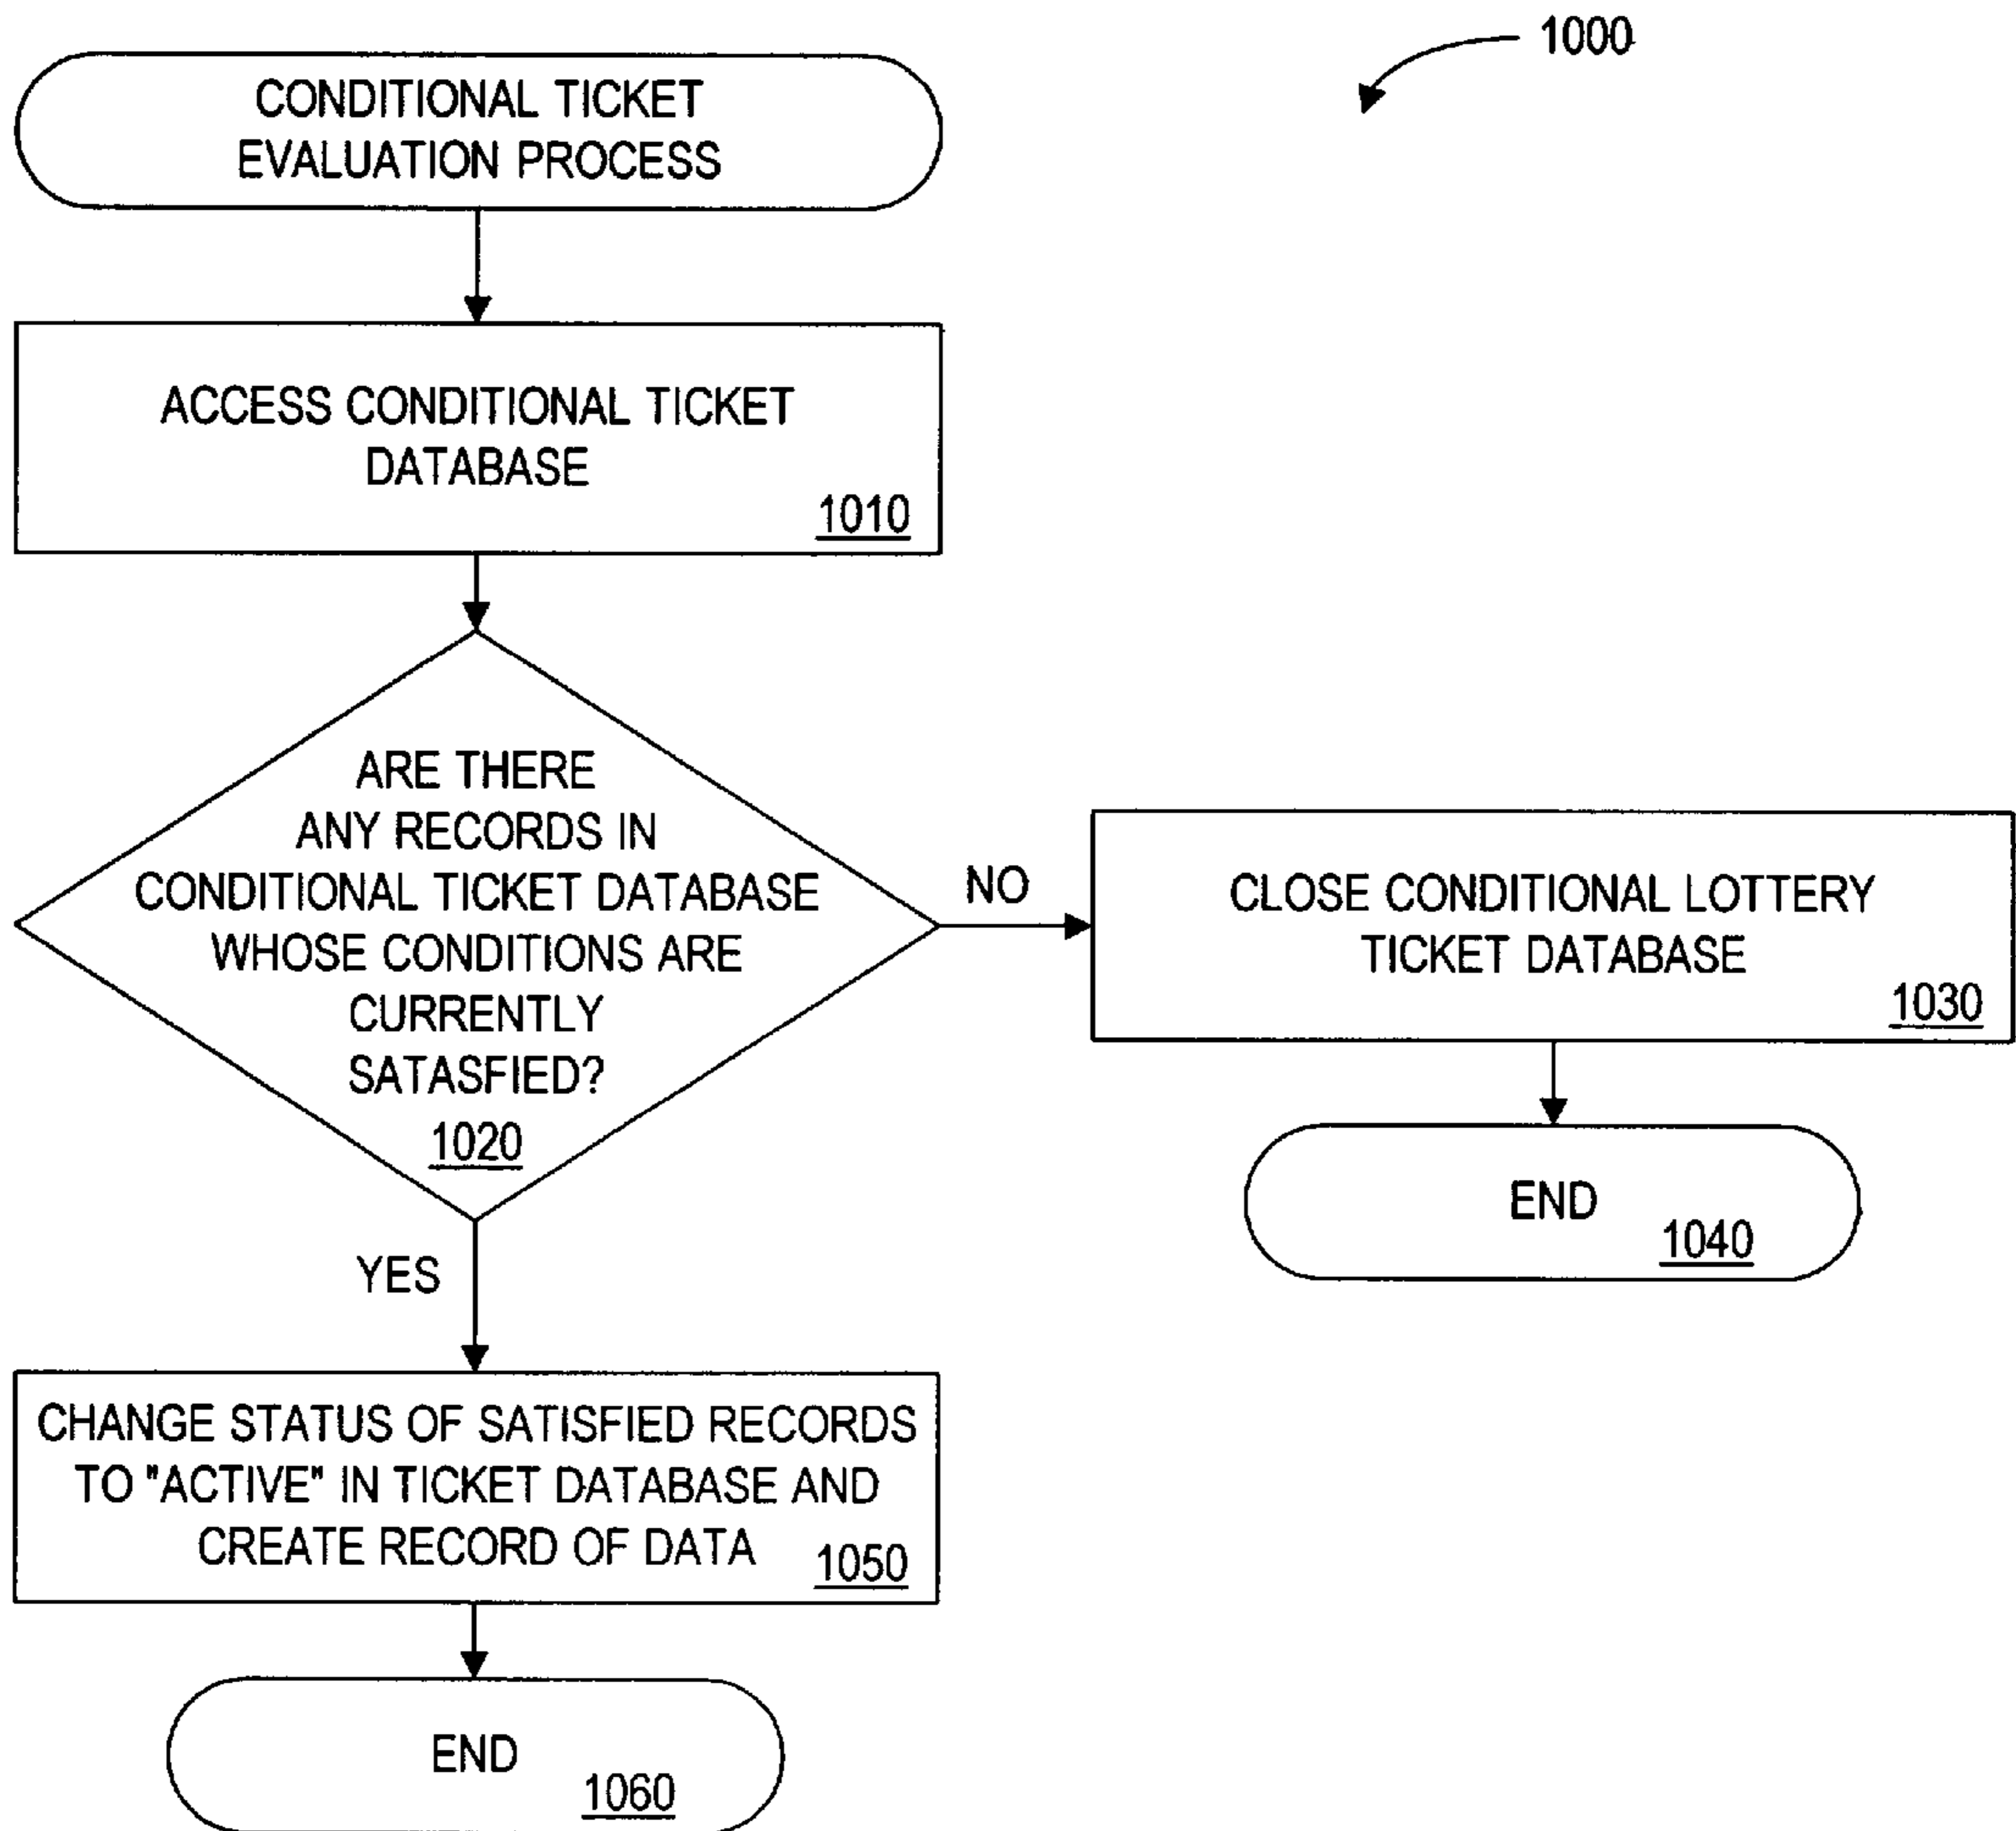 1000
CONDITIONAL TICKET
EVALUATION PROCESS
ACCESS CONDITIONAL TICKET
DATABASE
1010
ARE THERE
ANY RECORDS IN
CONDITIONAL TICKET DATABASE
WHOSE CONDITIONS ARE
CURRENTLY
SATASFIED?
1020
NO
CLOSE CONDITIONAL LOTTERY
TICKET DATABASE
1030
END
1040
YES
CHANGE STATUS OF SATISFIED RECORDS
TO "ACTIVE" IN TICKET DATABASE AND
CREATE RECORD OF DATA
1050
END
1060